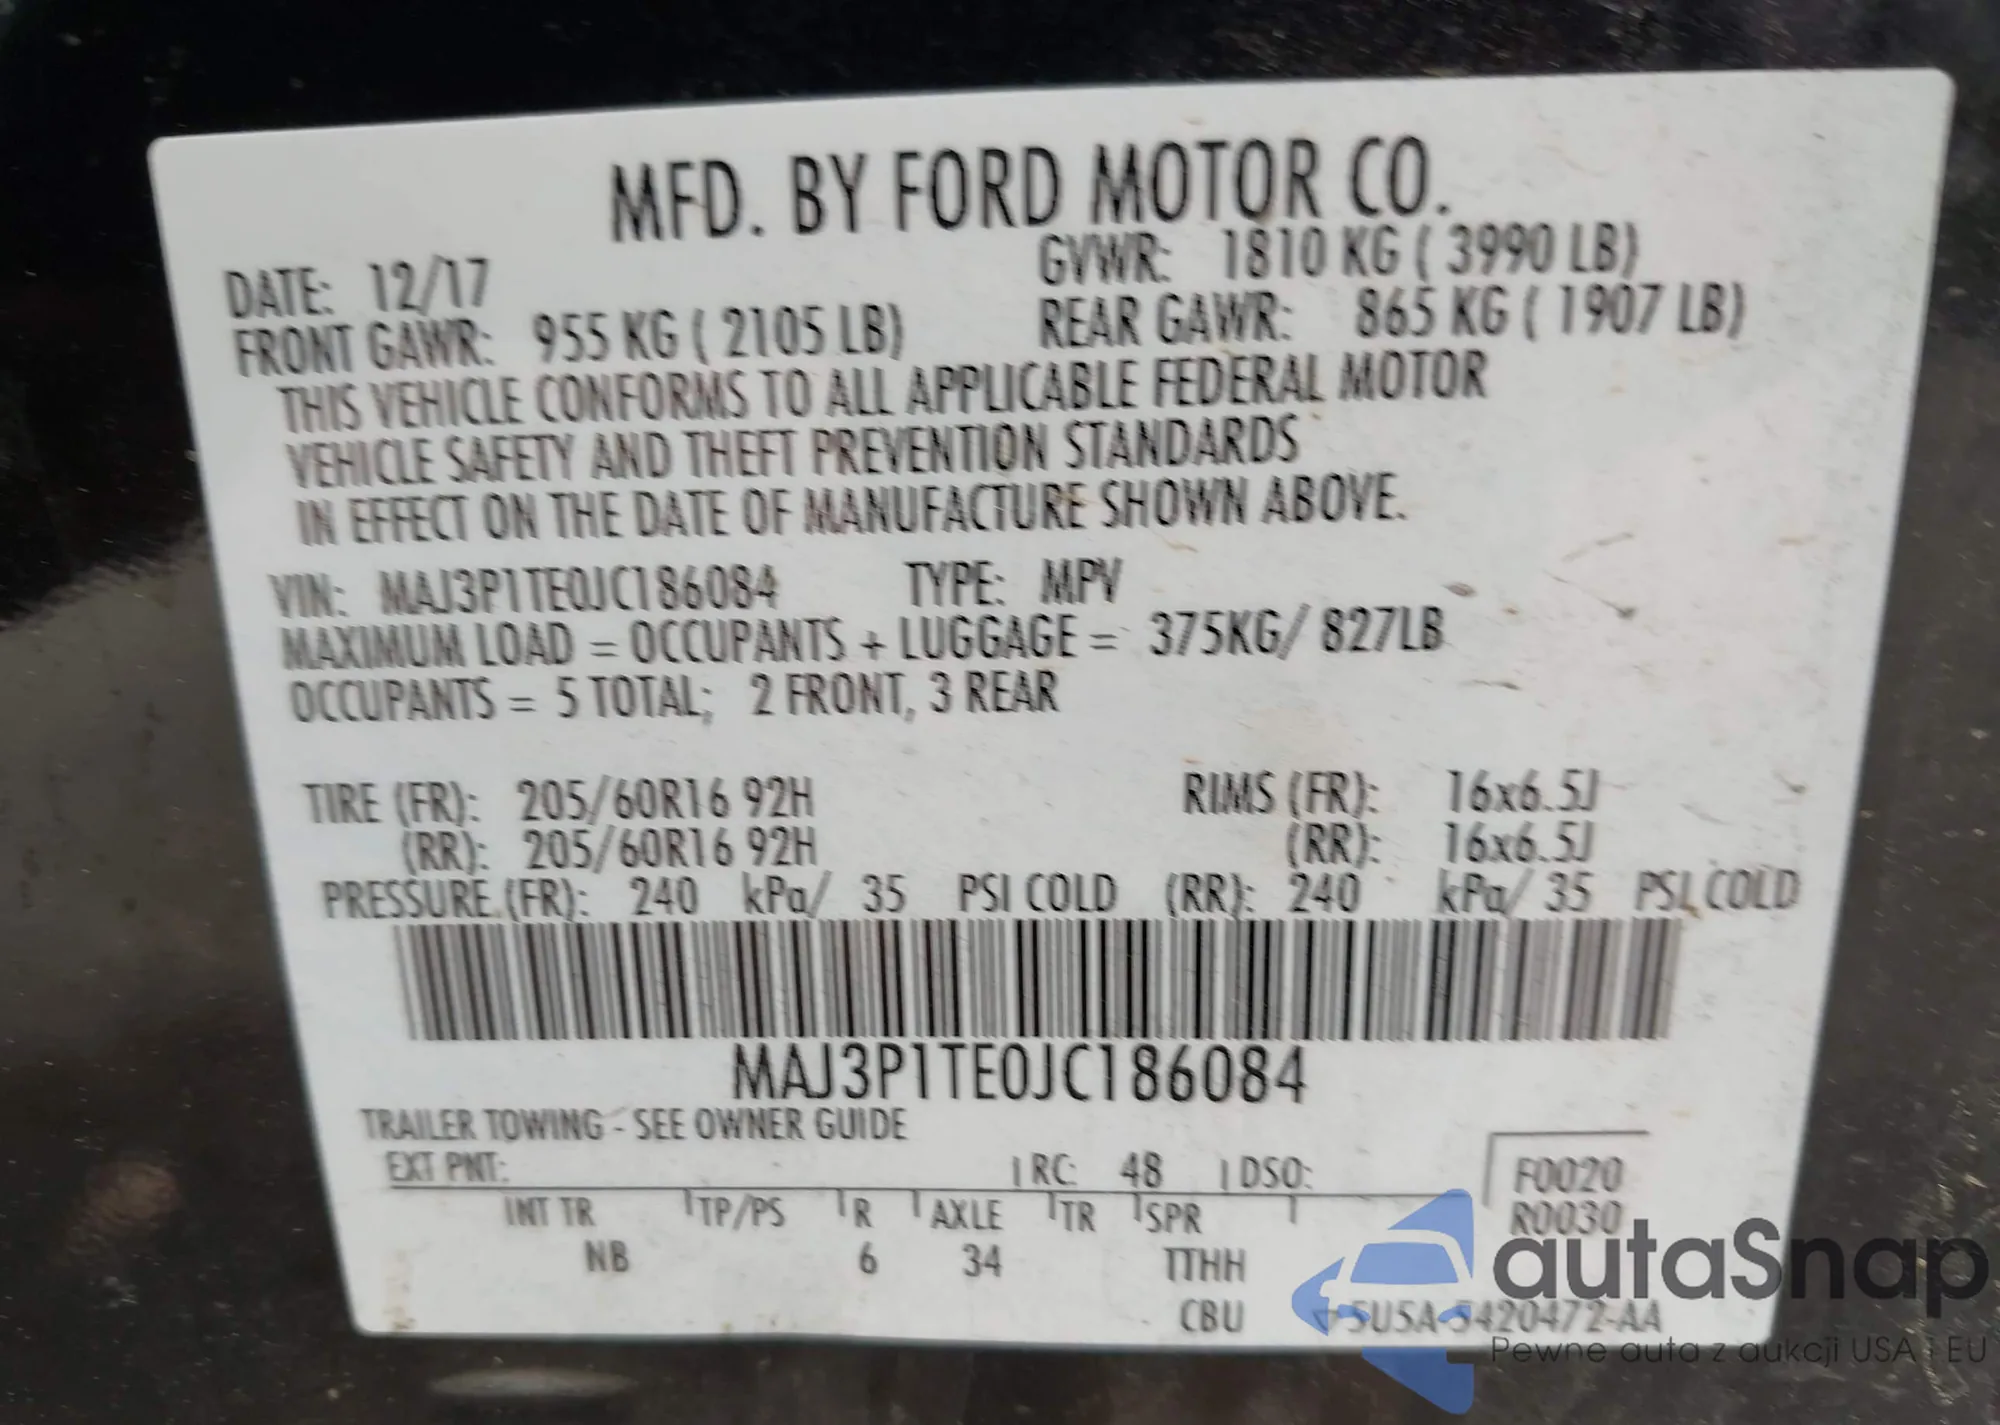 MFD. BY FORD MOTOR CO.
DATE: 12/17 GVWR: 1810 KG ( 3990 LB)
FRONT GAWR: 955 KG ( 2105 LB) REAR GAWR: 865 KG ( 1907 LB)
THIS VEHICLE CONFORMS TO ALL APPLICABLE FEDERAL MOTOR
VEHICLE SAFETY AND THEFT PREVENTION STANDARDS
IN EFFECT ON THE DATE OF MANUFACTURE SHOWN ABOVE.
VIN: MAJ3P1TE0JC186084 TYPE: MPV
MAXIMUM LOAD = OCCUPANTS + LUGGAGE = 375KG/ 827LB
OCCUPANTS = 5 TOTAL; 2 FRONT, 3 REAR
TIRE (FR): 205/60R16 92H RIMS (FR): 16x6.5J
(RR): 205/60R16 92H (RR): 16x6.5J
PRESSURE (FR): 240 kPa/ 35 PSI COLD (RR): 240 kPa/ 35 PSI COLD
MAJ3P1TE0JC186084
TRAILER TOWING - SEE OWNER GUIDE
EXT PNT: RC: 48 DSO: F0020
INT TR TP/PS R AXLE TR SPR R0030
NB 6 34 TTHH
CBU 5U5A-5420472-AA
autaSnap
Pewne auta z aukcji USA i EU